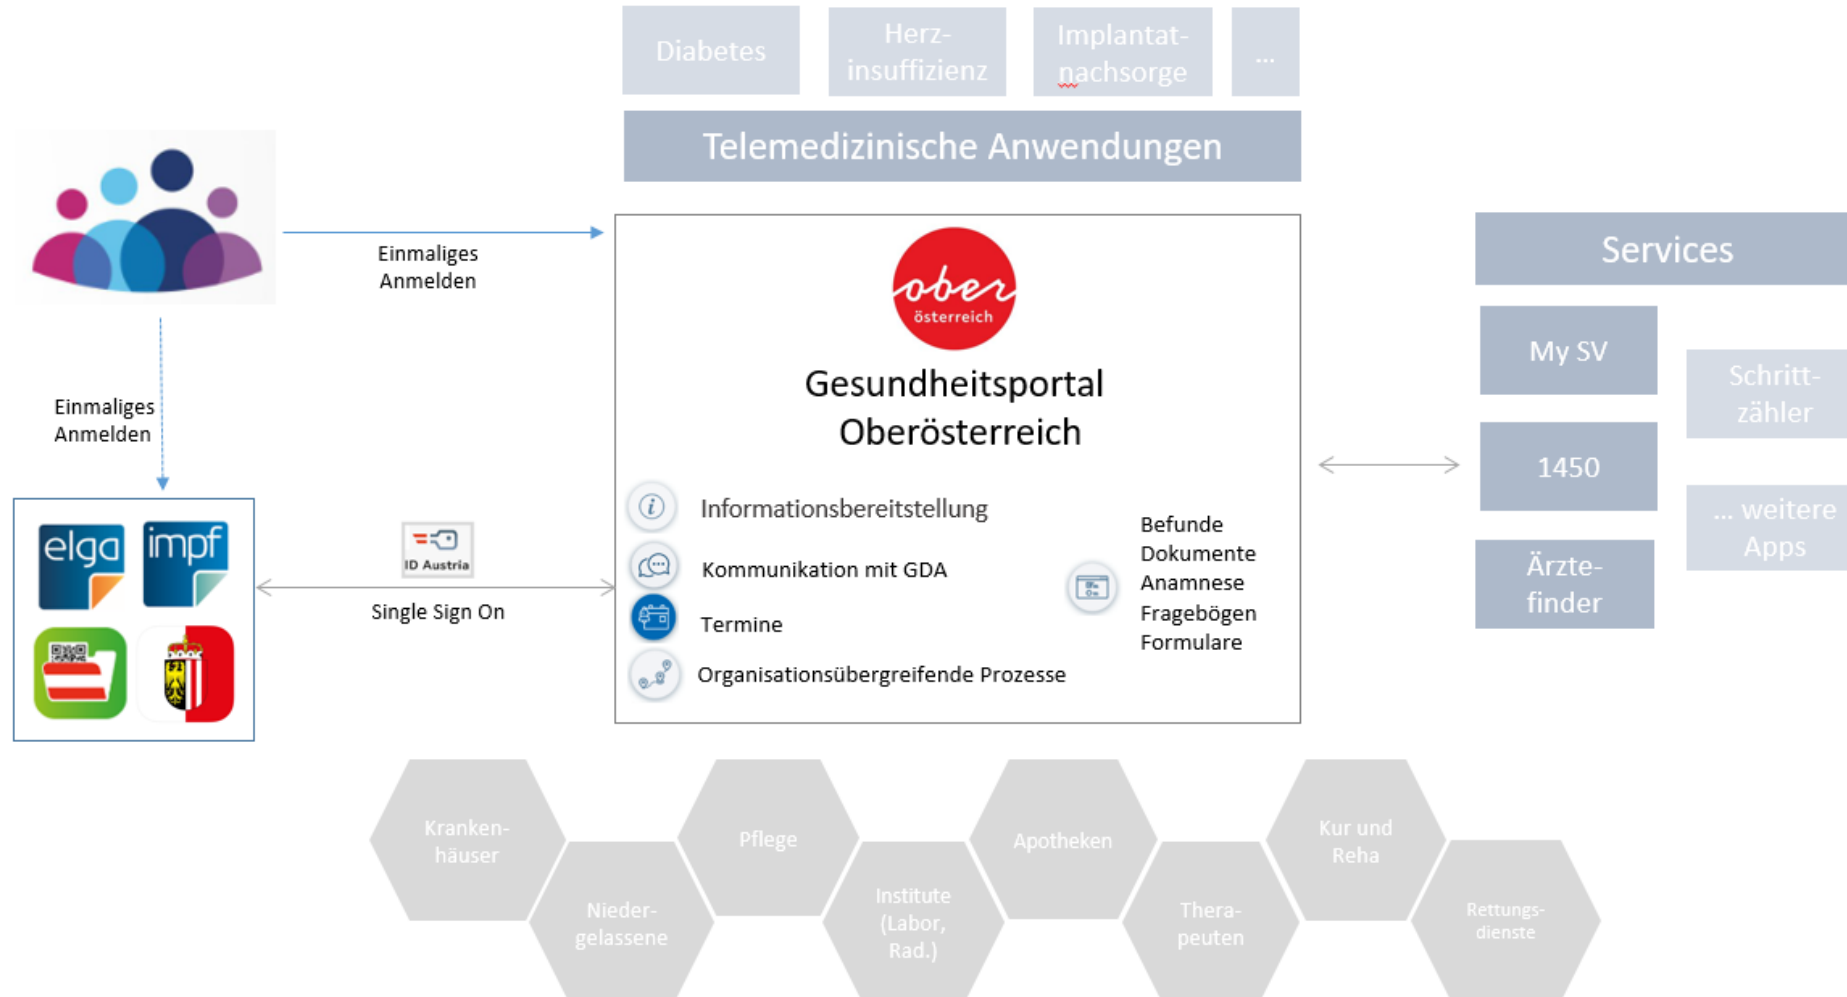 Diabetes
Herz-
insuffizienz
Implantat-
nachsorge
...
Telemedizinische Anwendungen
Einmaliges
Anmelden
Einmaliges
Anmelden
elga
impf
ID Austria
Single Sign On
ober
österreich
Gesundheitsportal
Oberösterreich
Informationsbereitstellung
Kommunikation mit GDA
Termine
Organisationsübergreifende Prozesse
Befunde
Dokumente
Anamnese
Fragebögen
Formulare
Services
My SV
1450
Ärzte-
finder
Schritt-
zähler
... weitere
Apps
Kranken-
häuser
Nieder-
gelassene
Pflege
Institute
(Labor,
Rad.)
Apotheken
Thera-
peuten
Kur und
Reha
Rettungs-
dienste